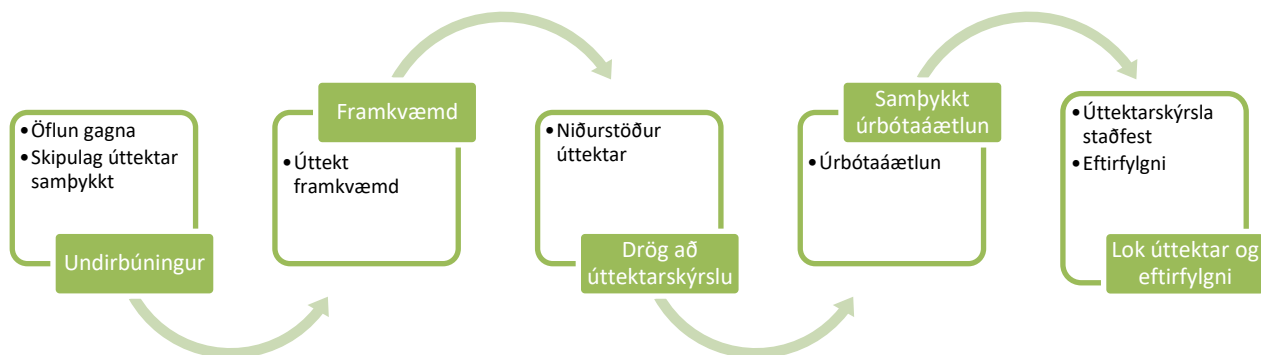 • Öflun gagna
• Skipulag úttektar
samþykkt
Undirbúningur
Framkvæmd
• Úttekt
framkvæmd
• Niðurstöður
úttektar
Drög að
úttektarskýrslu
Samþykkt
úrbótaáætlun
• Úrbótaáætlun
• Úttektarskýrsla
staðfest
• Eftirfylgni
Lok úttektar og
eftirfylgni